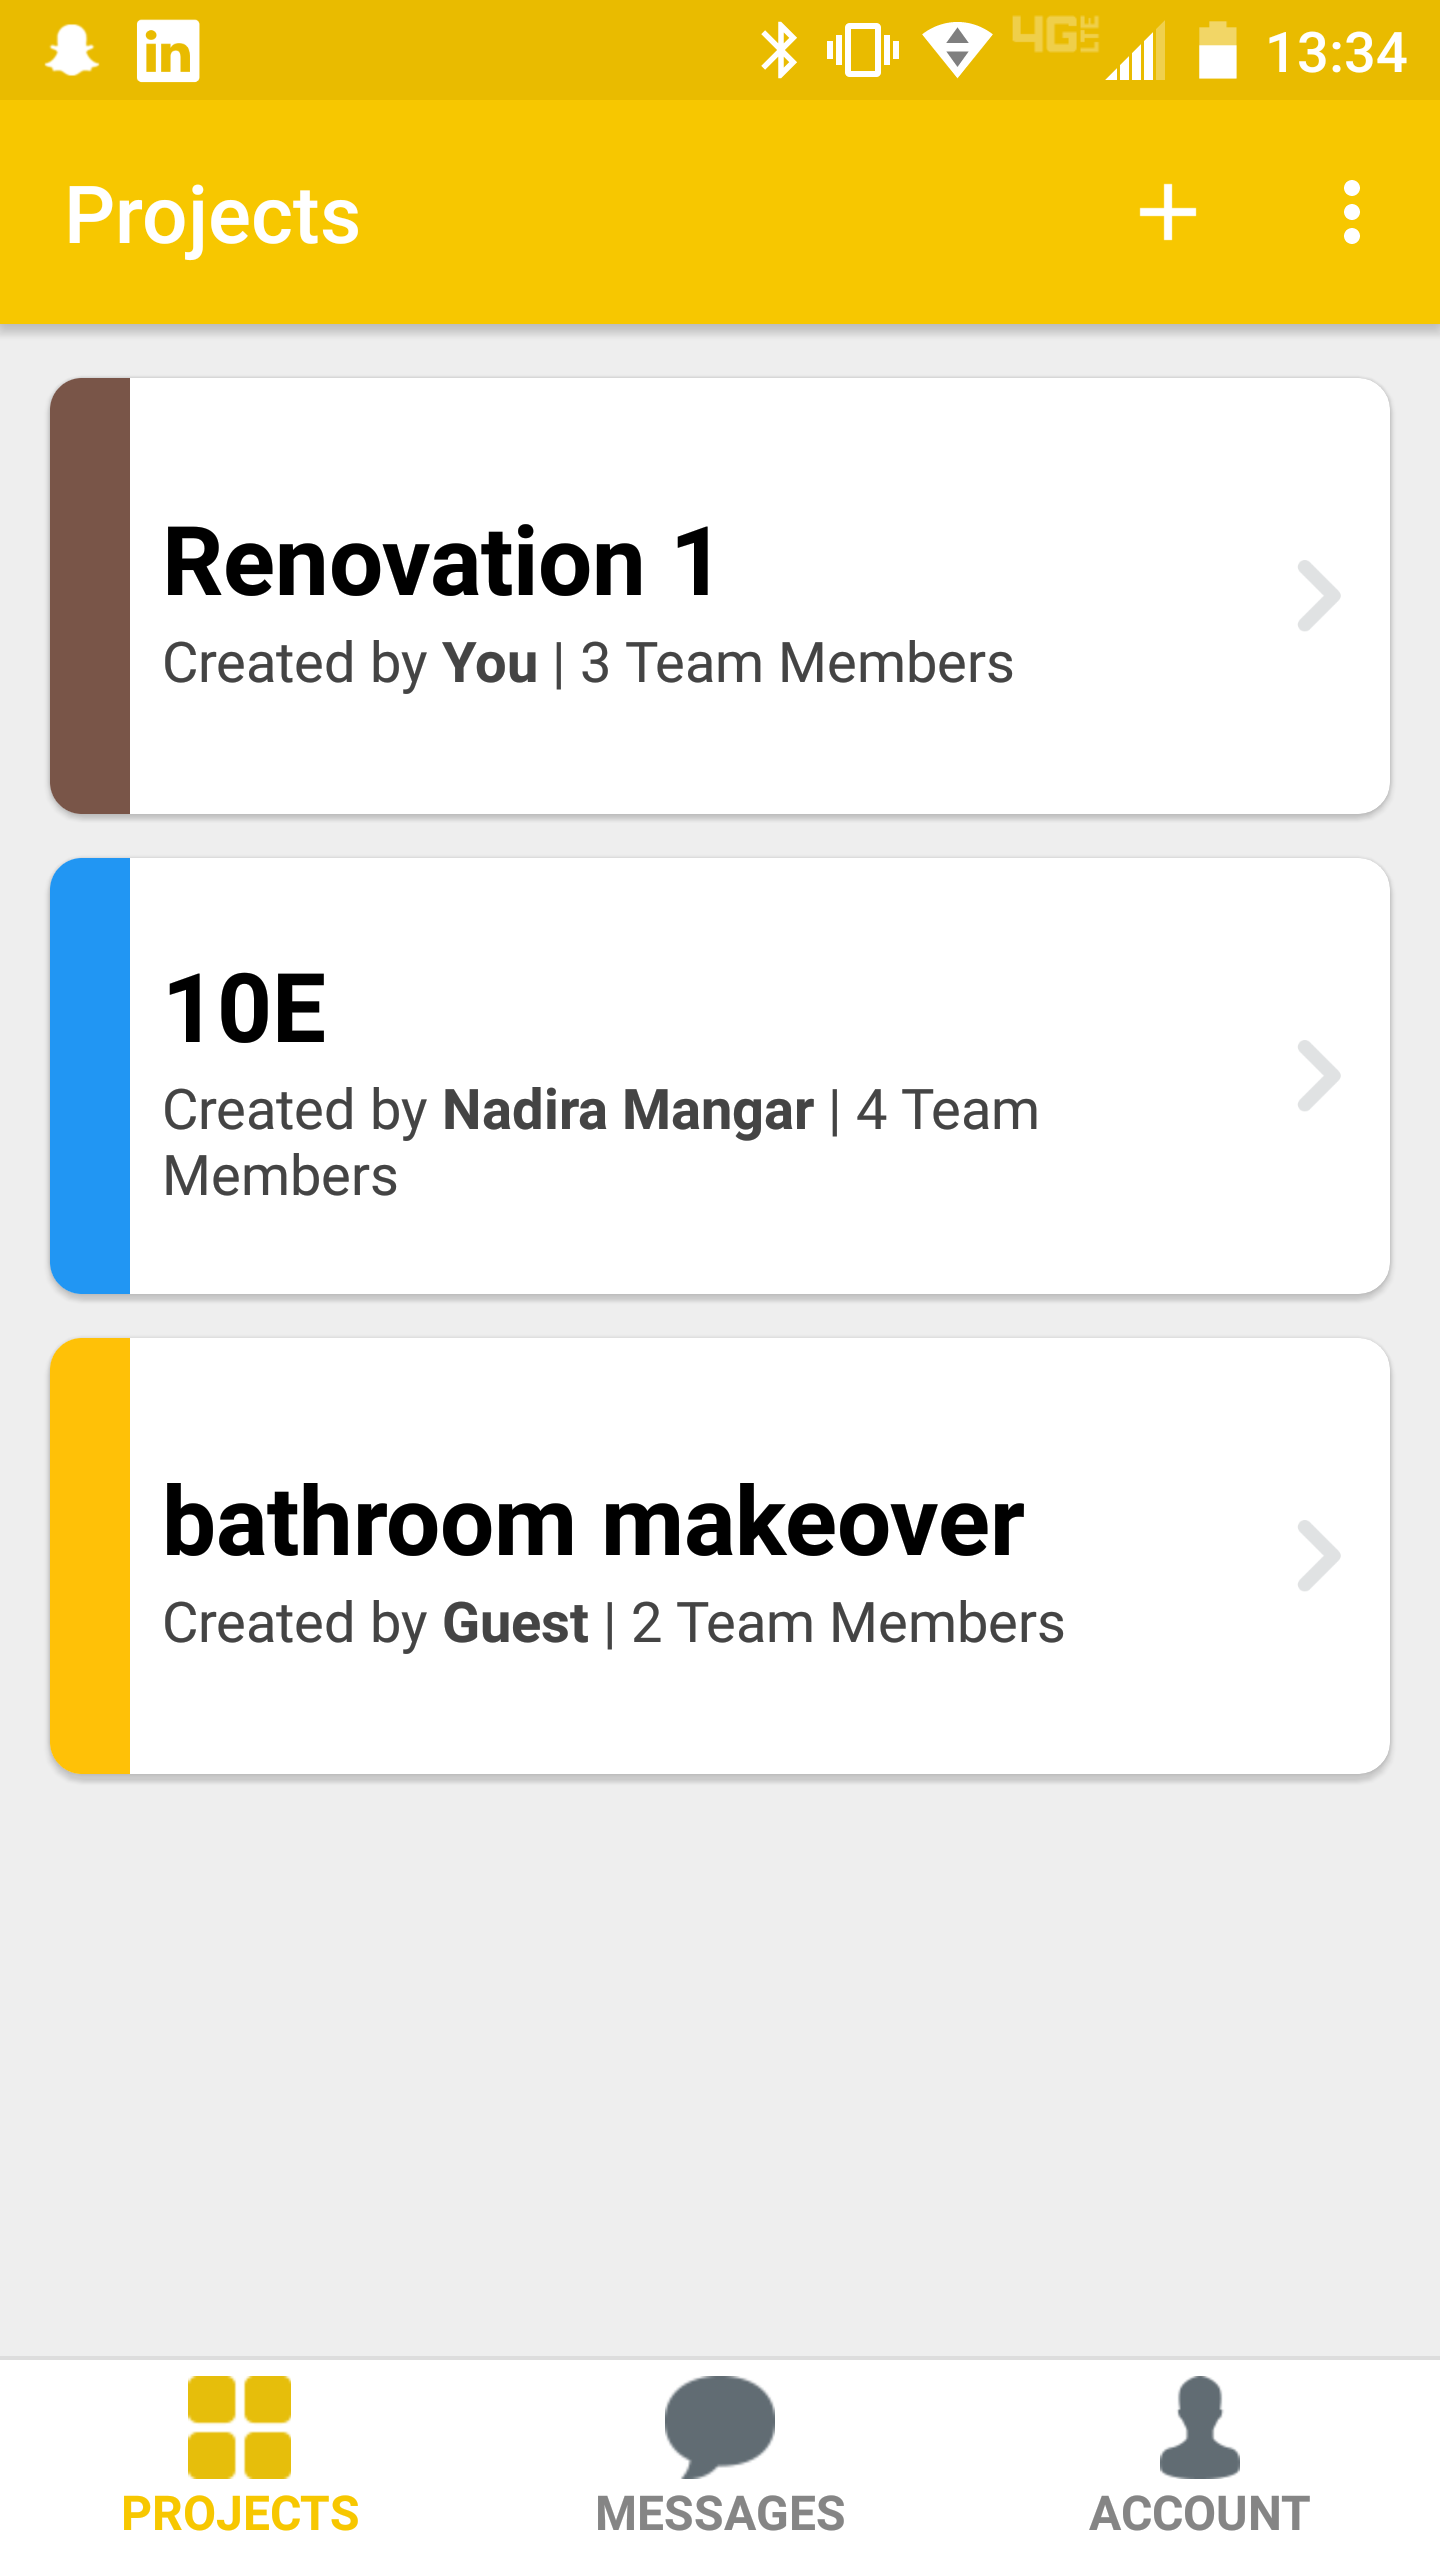 in
4G LTE
13:34
Projects
Renovation 1
Created by You | 3 Team Members
10E
Created by Nadira Mangar | 4 Team
Members
bathroom makeover
Created by Guest | 2 Team Members
PROJECTS
MESSAGES
ACCOUNT